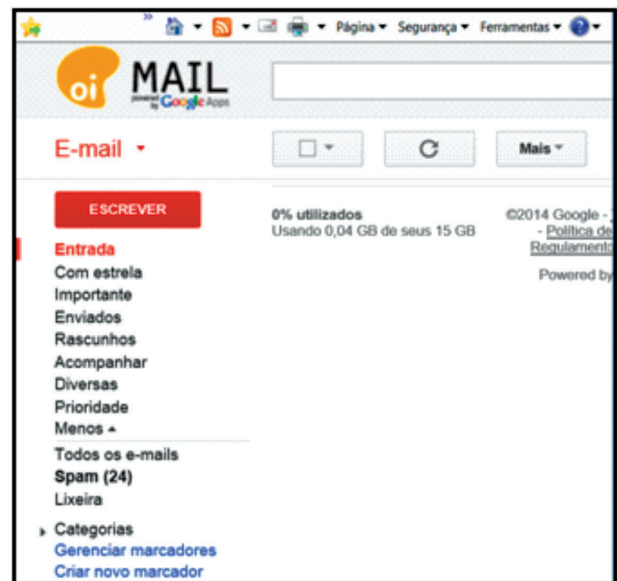 » Página Segurança Ferramentas ?
oi MAIL
powered by Google Apps
E-mail Mais
ESCREVER
0% utilizados
Usando 0,04 GB de seus 15 GB
©2014 Google -
- Política de
Regulamento
Powered by
Entrada
Com estrela
Importante
Enviados
Rascunhos
Acompanhar
Diversas
Prioridade
Menos
Todos os e-mails
Spam (24)
Lixeira
Categorias
Gerenciar marcadores
Criar novo marcador